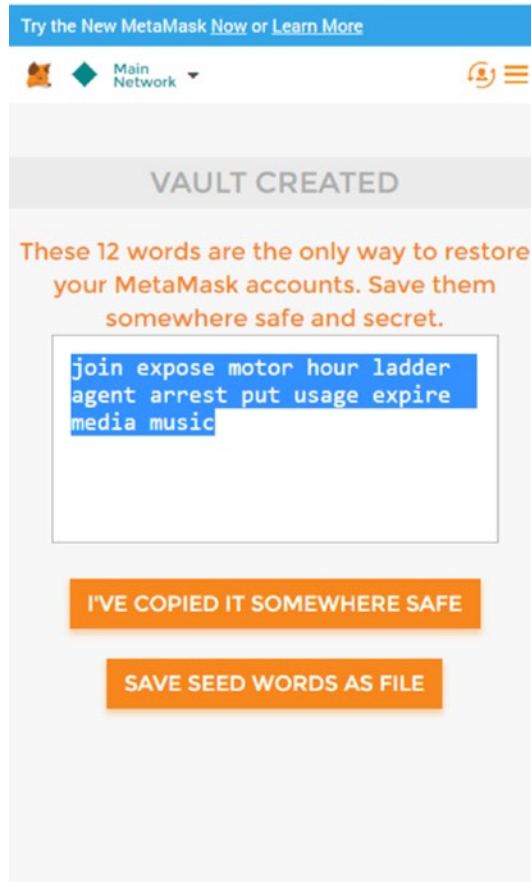 Try the New MetaMask Now or Learn More
Main
Network
VAULT CREATED
These 12 words are the only way to restore
your MetaMask accounts. Save them
somewhere safe and secret.
join expose motor hour ladder
agent arrest put usage expire
media music
I'VE COPIED IT SOMEWHERE SAFE
SAVE SEED WORDS AS FILE